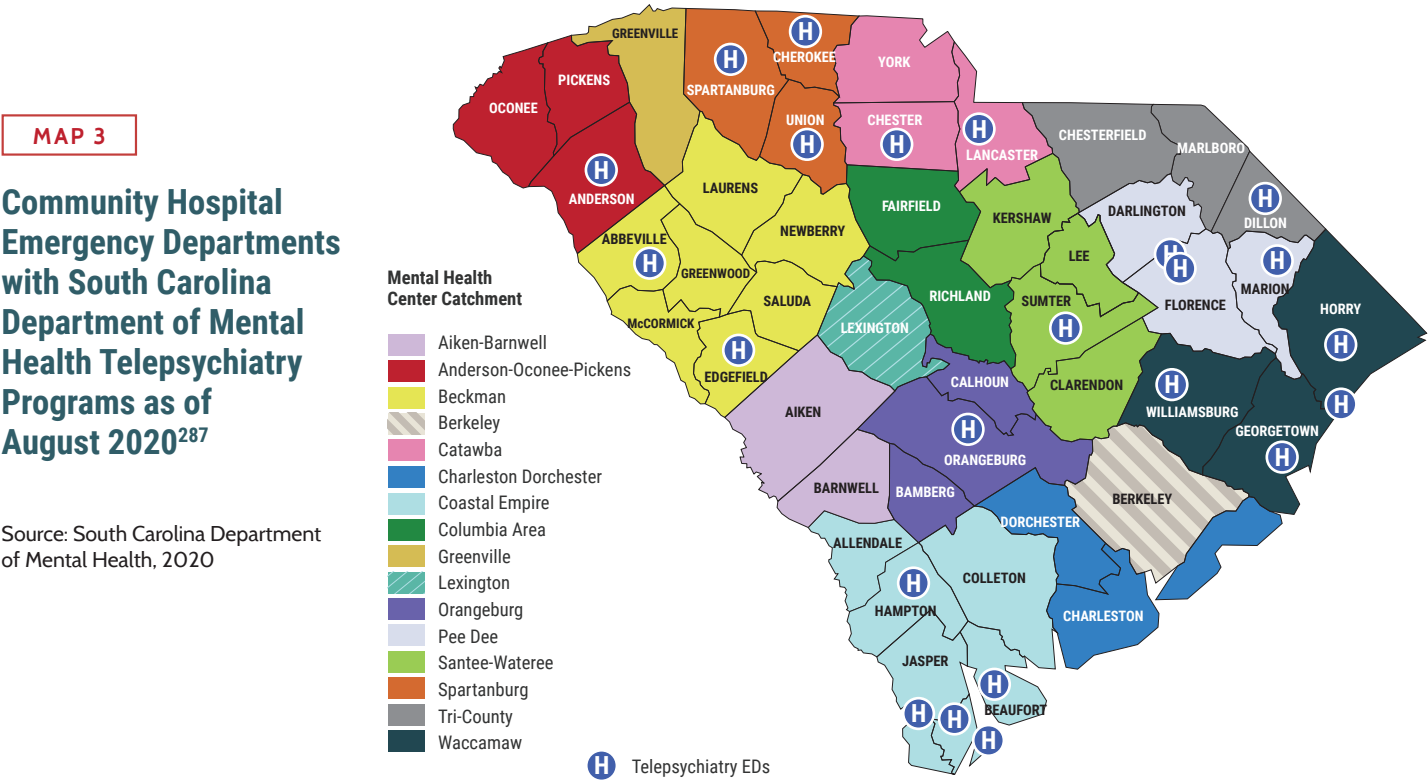 MAP 3
Community Hospital
Emergency Departments
with South Carolina
Department of Mental
Health Telepsychiatry
Programs as of
August 2020287
Source: South Carolina Department
of Mental Health, 2020
Mental Health
Center Catchment
Aiken-Barnwell
Anderson-Oconee-Pickens
Beckman
Berkeley
Catawba
Charleston Dorchester
Coastal Empire
Columbia Area
Greenville
Lexington
Orangeburg
Pee Dee
Santee-Wateree
Spartanburg
Tri-County
Waccamaw
GREENVILLE
H
CHEROKEE
YORK
PICKENS
H
SPARTANBURG
OCONEE
UNION
H
CHESTER
H
H
LANCASTER
CHESTERFIELD
MARLBORO
H
ANDERSON
LAURENS
FAIRFIELD
KERSHAW
DARLINGTON
H
DILLON
ABBEVILLE
H
NEWBERRY
GREENWOOD
LEE
H
H
FLORENCE
H
MARION
SALUDA
RICHLAND
SUMTER
H
HORRY
H
McCORMICK
LEXINGTON
H
EDGEFIELD
CALHOUN
CLARENDON
H
WILLIAMSBURG
H
AIKEN
H
ORANGEBURG
GEORGETOWN
H
BARNWELL
BAMBERG
BERKELEY
DORCHESTER
ALLENDALE
COLLETON
H
HAMPTON
CHARLESTON
JASPER
H
BEAUFORT
H
H
H
H
Telepsychiatry EDs